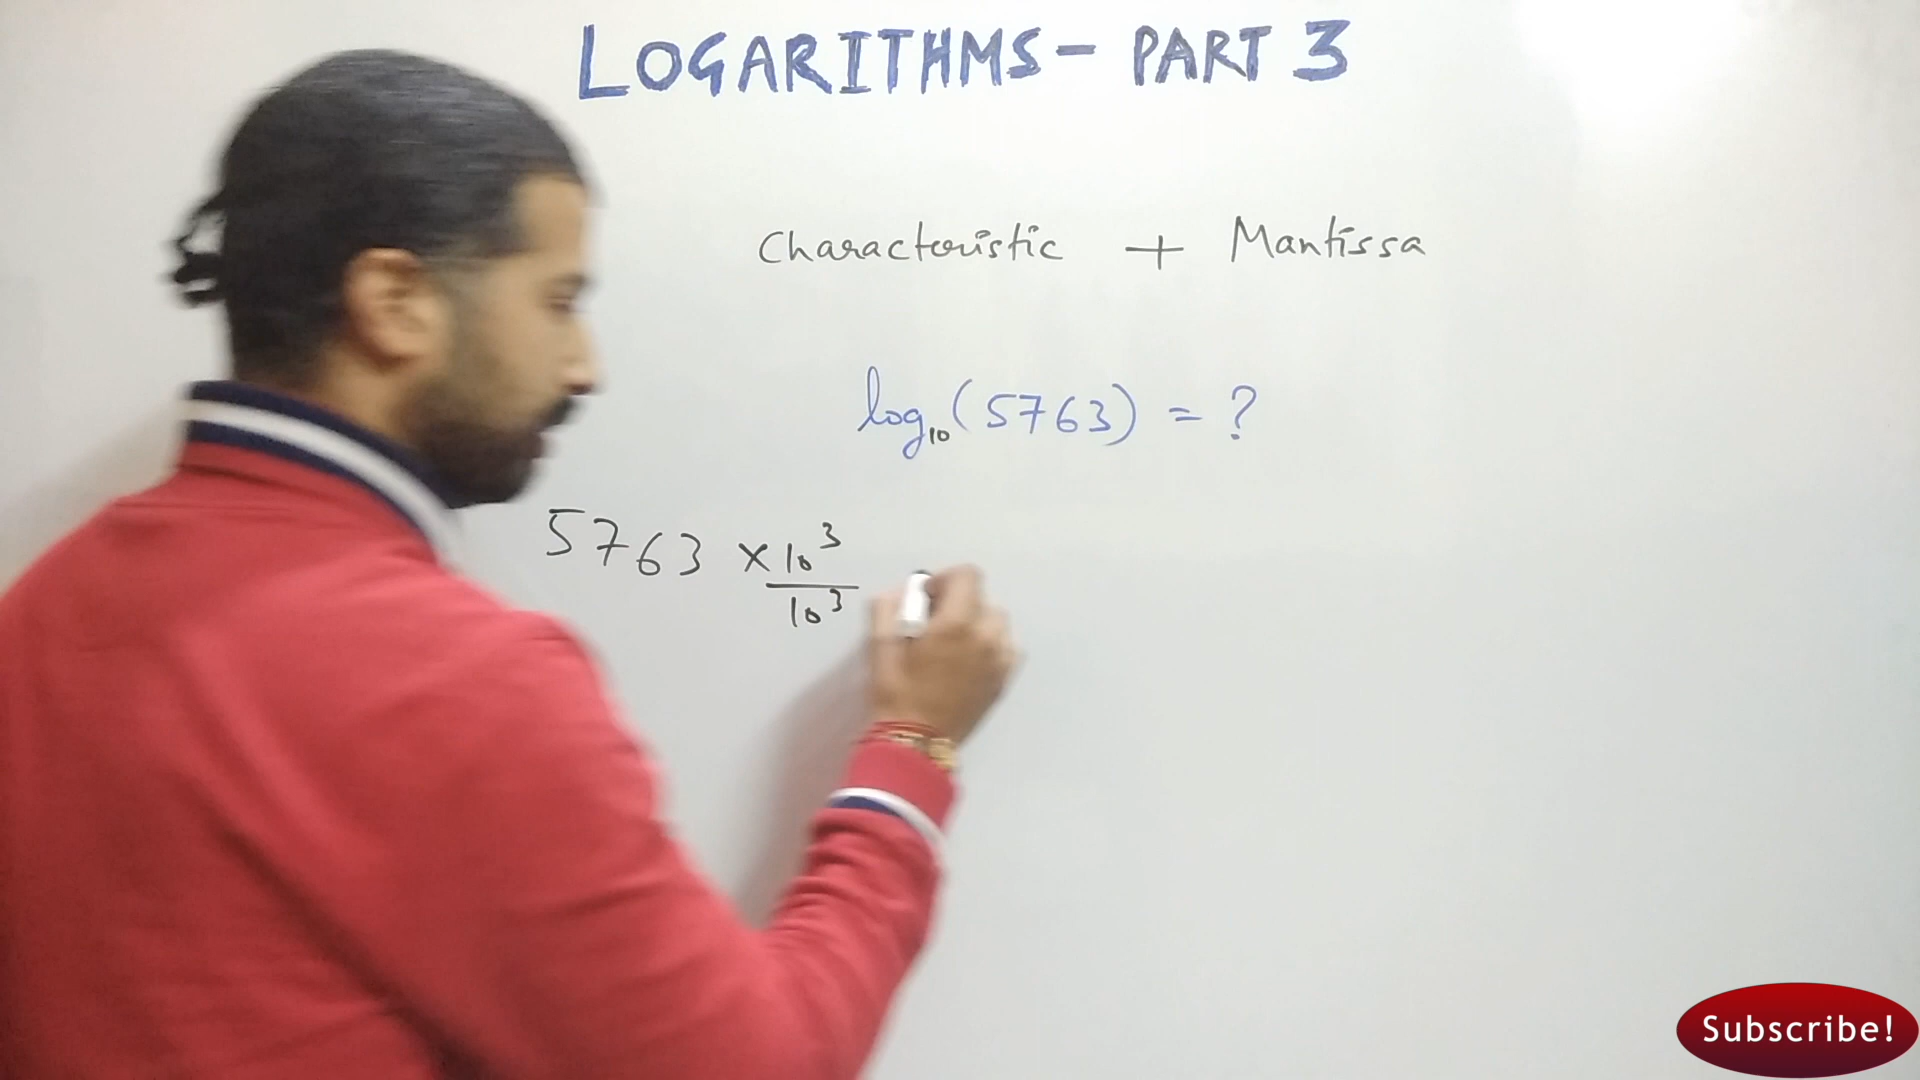 LOGARITHMS - PART 3
Characteristic + Mantissa
log₁₀(5763) = ?
5763 × 10³
10³
Subscribe!